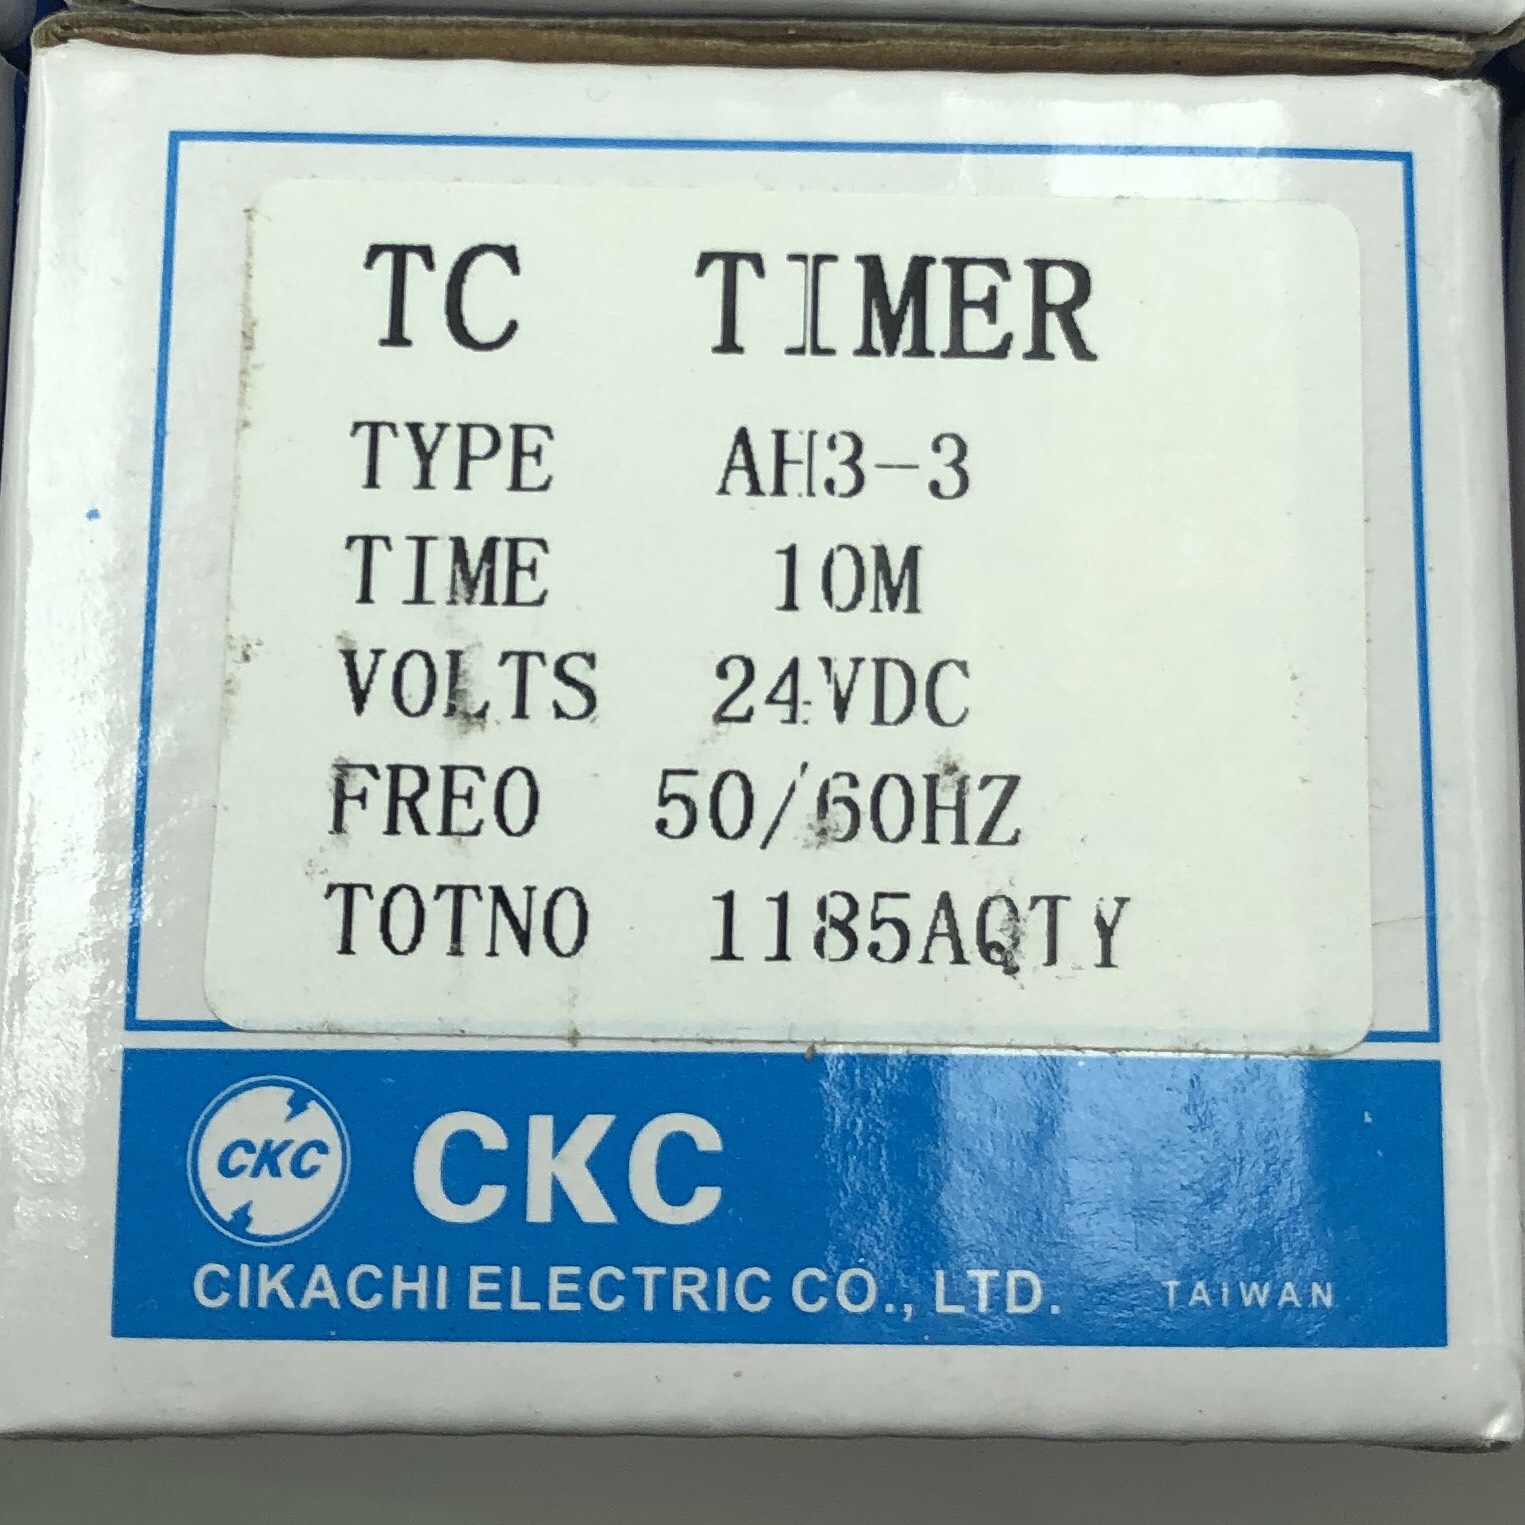 TC TIMER
TYPE AH3-3
TIME 10M
VOLTS 24VDC
FREO 50/60HZ
TOTNO 1185AQTY
CKC CKC
CIKACHI ELECTRIC CO., LTD. TAIWAN